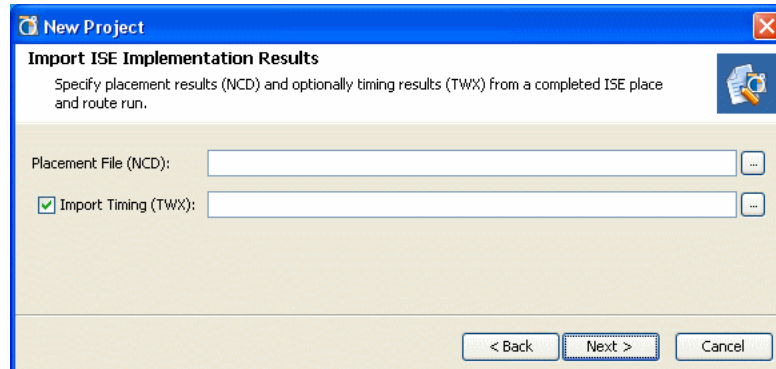 New Project
Import ISE Implementation Results
Specify placement results (NCD) and optionally timing results (TWX) from a completed ISE place
and route run.
Placement File (NCD):
...
Import Timing (TWX):
...
< Back
Next >
Cancel